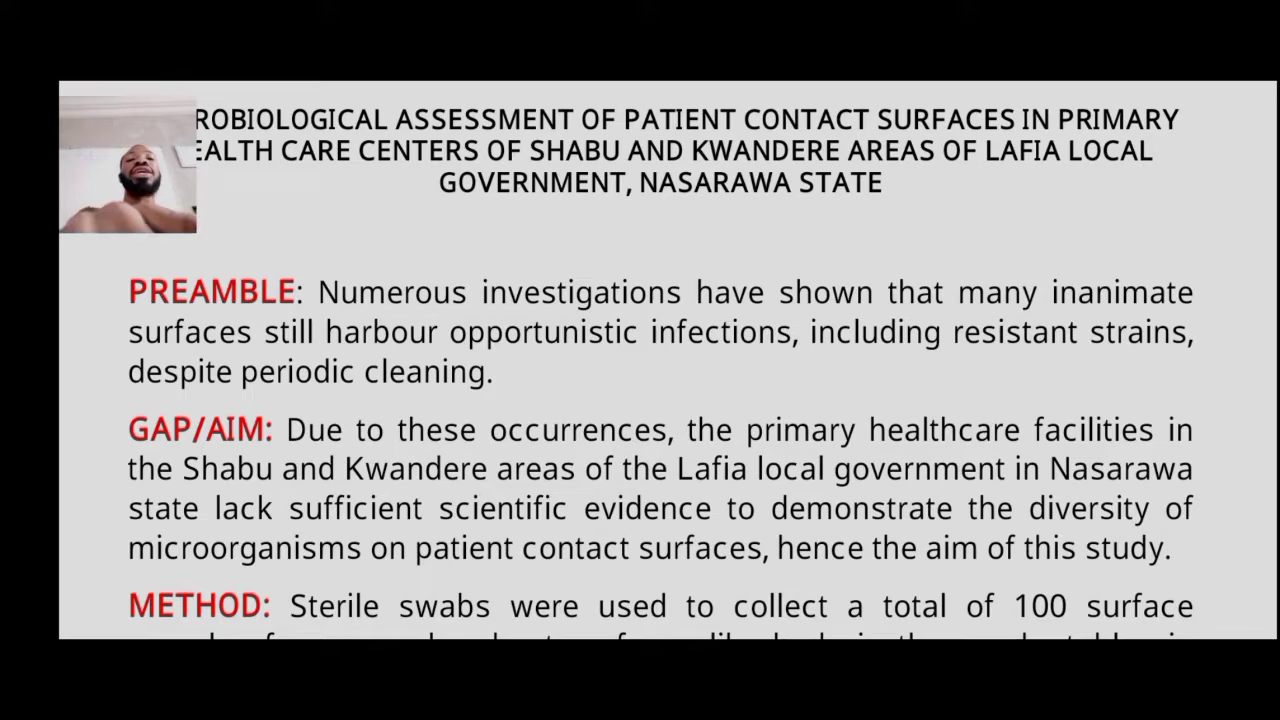 ROBIOLOGICAL ASSESSMENT OF PATIENT CONTACT SURFACES IN PRIMARY
EALTH CARE CENTERS OF SHABU AND KWANDERE AREAS OF LAFIA LOCAL
GOVERNMENT, NASARAWA STATE
PREAMBLE: Numerous investigations have shown that many inanimate
surfaces still harbour opportunistic infections, including resistant strains,
despite periodic cleaning.
GAP/AIM: Due to these occurrences, the primary healthcare facilities in
the Shabu and Kwandere areas of the Lafia local government in Nasarawa
state lack sufficient scientific evidence to demonstrate the diversity of
microorganisms on patient contact surfaces, hence the aim of this study.
METHOD: Sterile swabs were used to collect a total of 100 surface